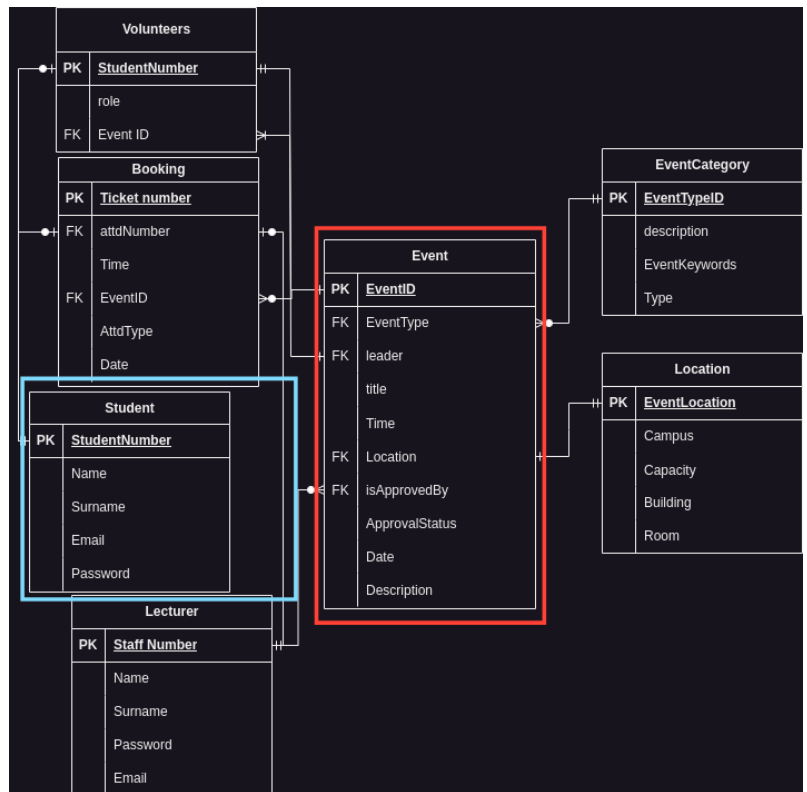 Volunteers
PK StudentNumber
role
FK Event ID
Booking
PK Ticket number
FK attdNumber
Time
FK EventID
AttdType
Date
Student
PK StudentNumber
Name
Surname
Email
Password
Lecturer
PK Staff Number
Name
Surname
Password
Email
Event
PK EventID
FK EventType
FK leader
title
Time
FK Location
FK isApprovedBy
ApprovalStatus
Date
Description
EventCategory
PK EventTypeID
description
EventKeywords
Type
Location
PK EventLocation
Campus
Capacity
Building
Room